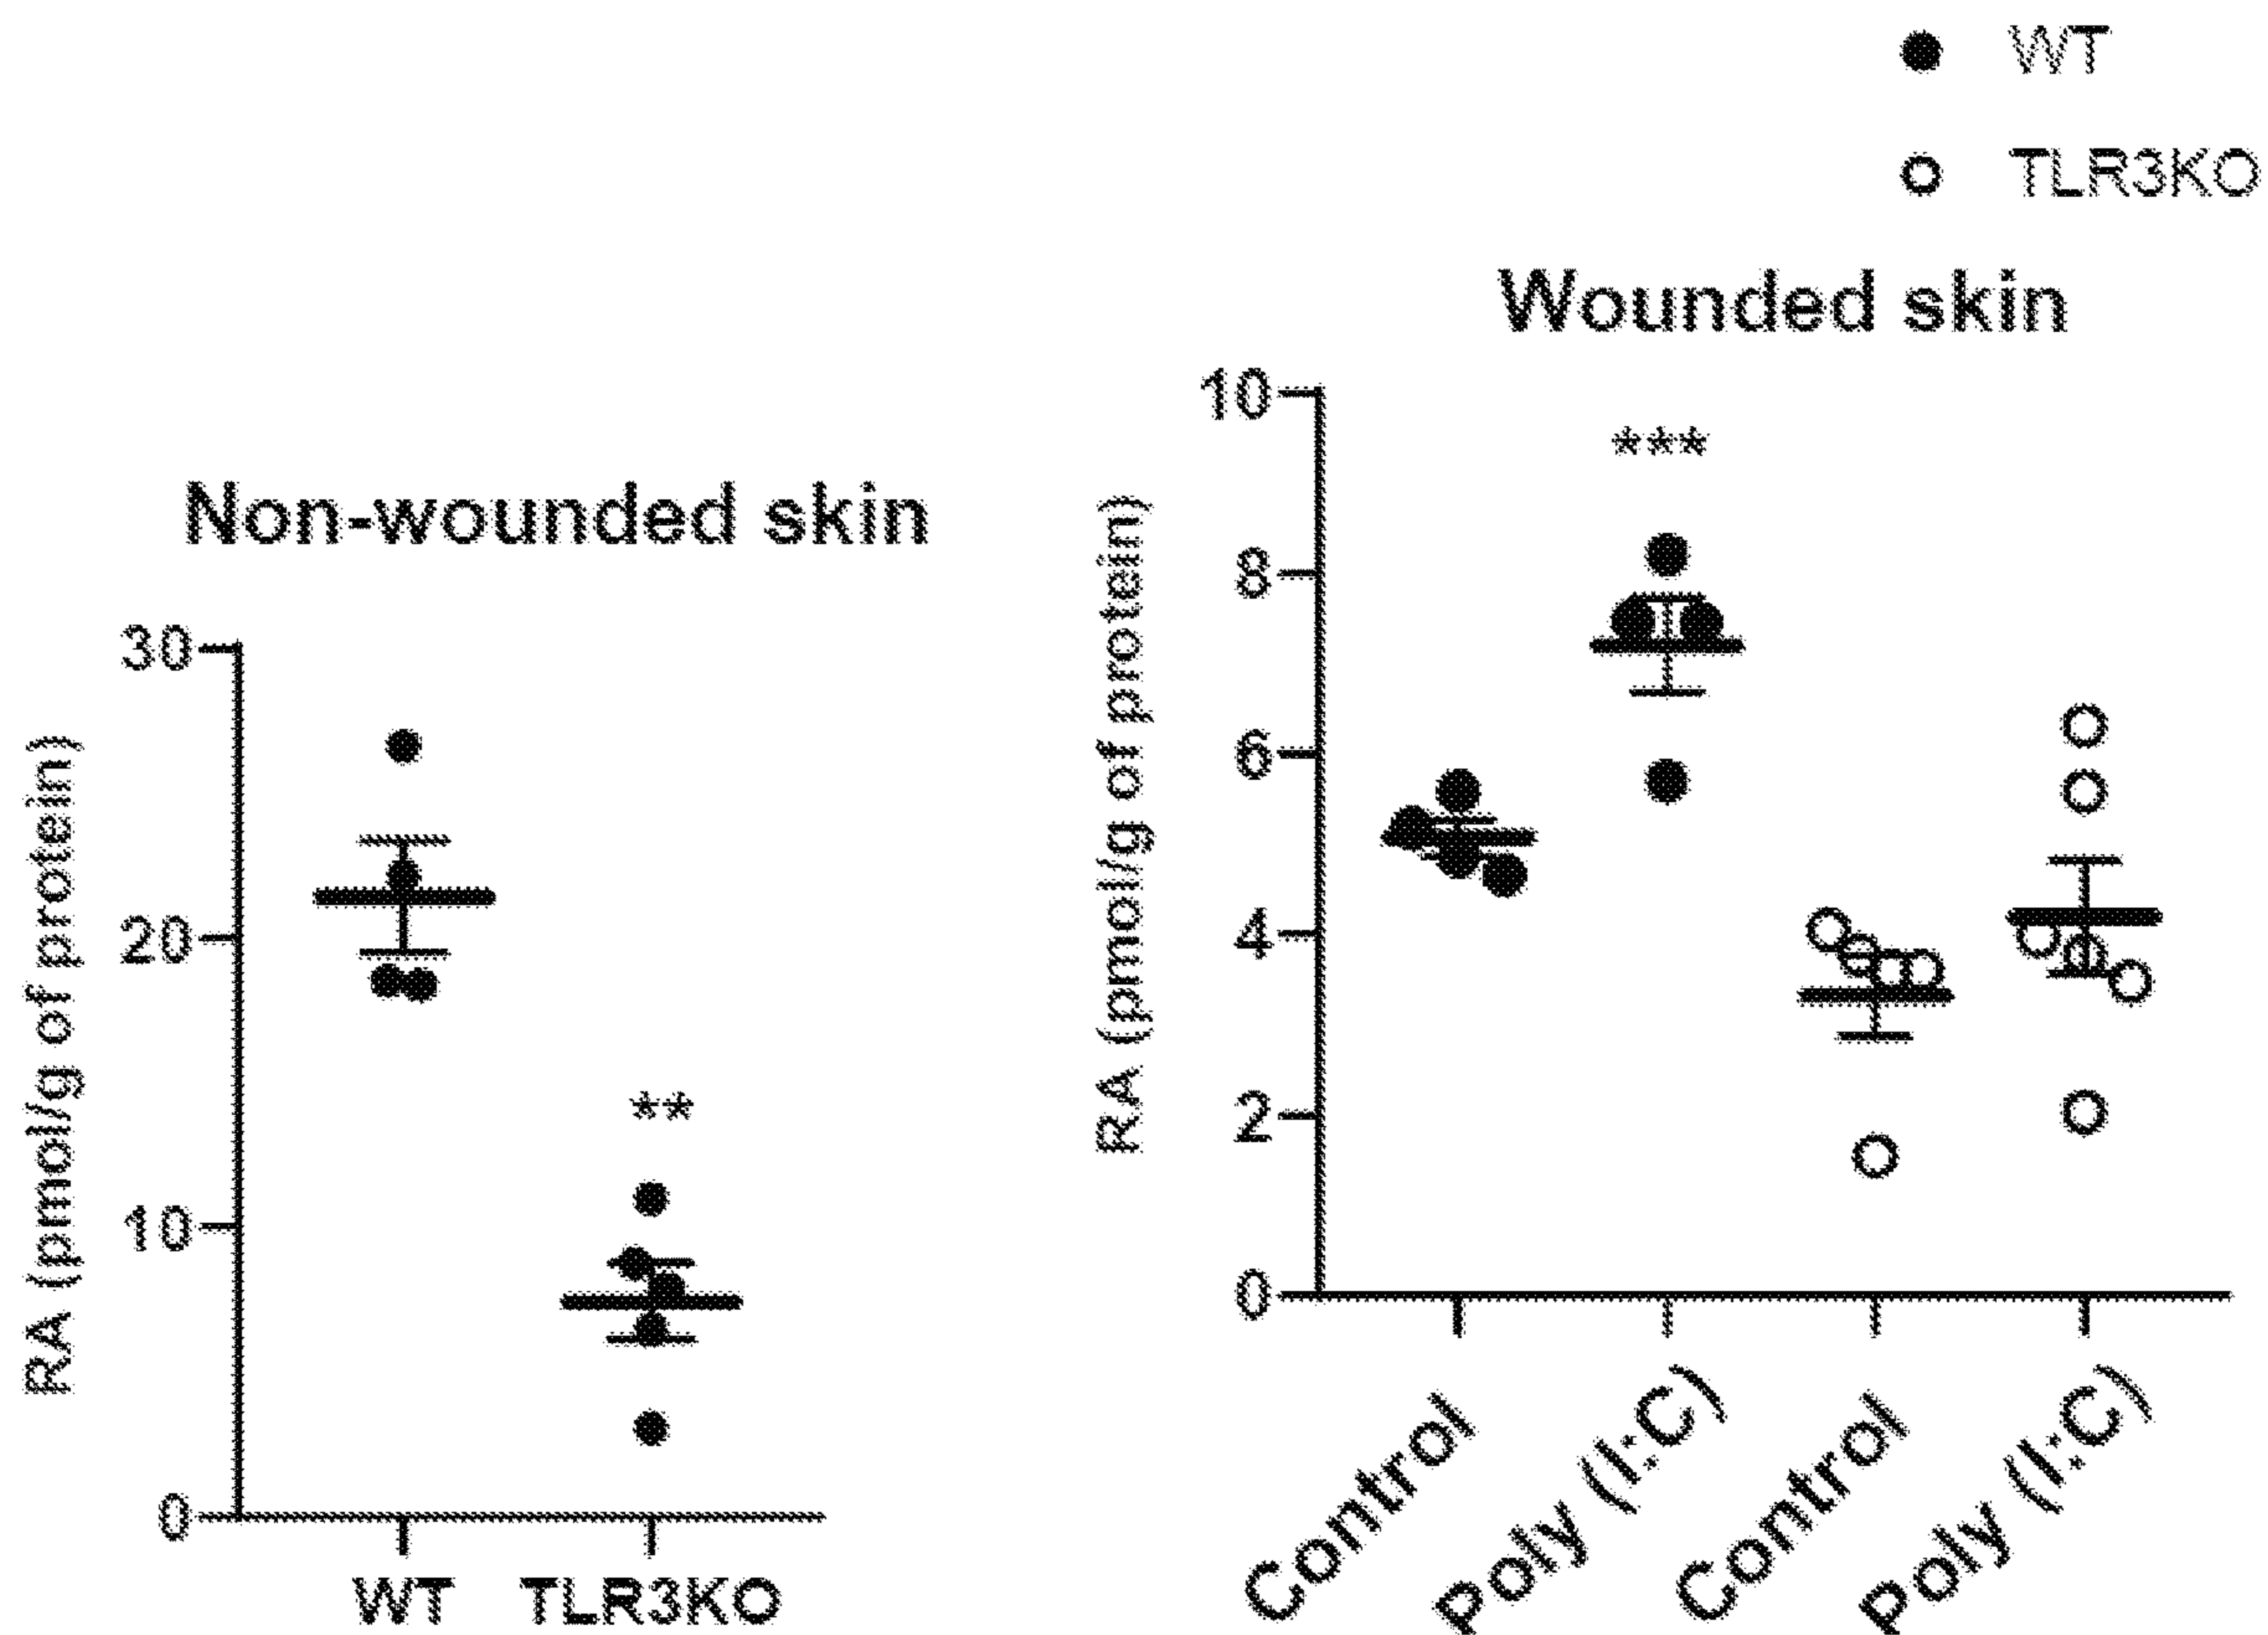 WT
TLR3KO
Non-wounded skin
RA (pmol/g of protein)
30
20
10
0
**
WT TLR3KO
Wounded skin
RA (pmol/g of protein)
10
8
6
4
2
0
***
Control
Poly (I:C)
Control
Poly (I:C)